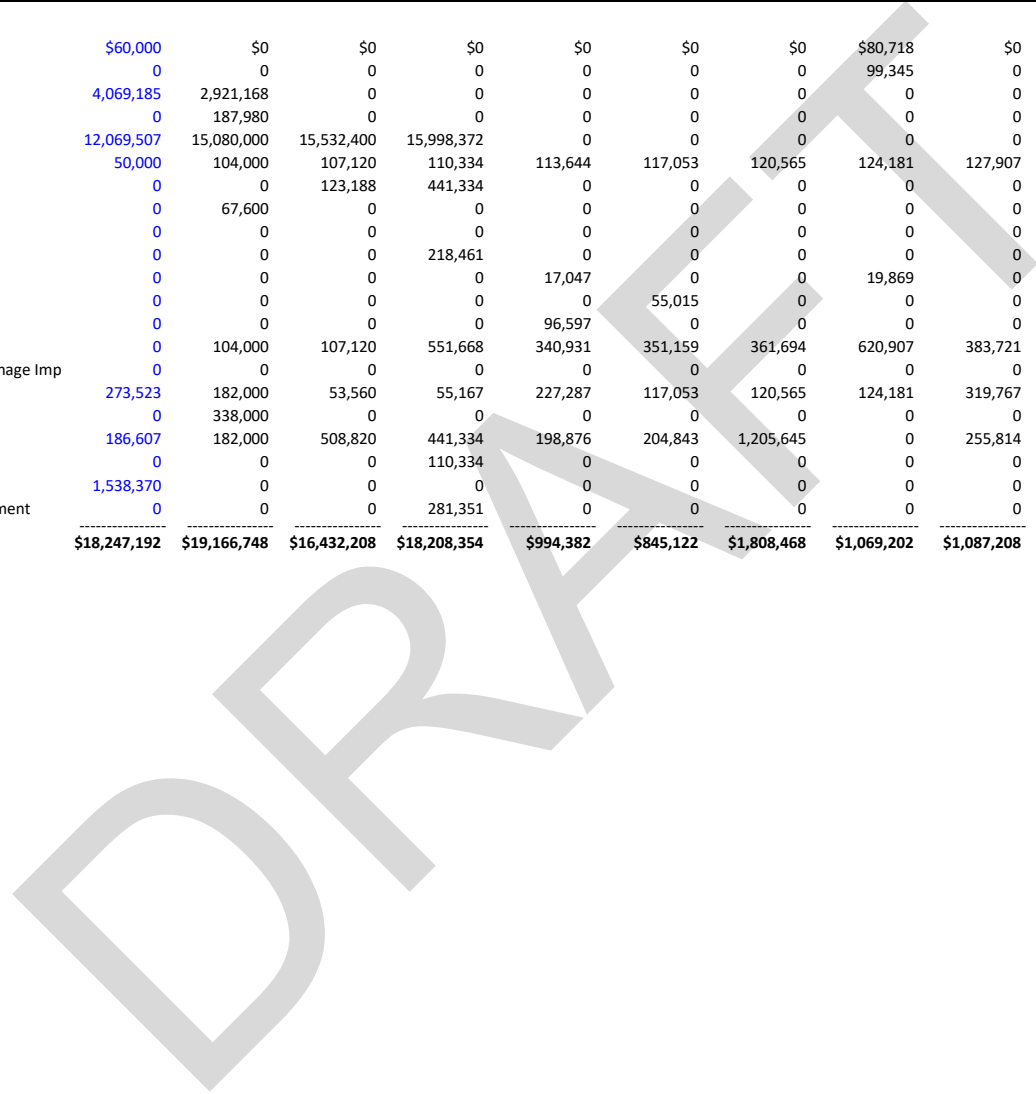 $60,000 $0 $0 $0 $0 $0 $0 $80,718 $0
0 0 0 0 0 0 0 99,345 0
4,069,185 2,921,168 0 0 0 0 0 0 0
0 187,980 0 0 0 0 0 0 0
12,069,507 15,080,000 15,532,400 15,998,372 0 0 0 0 0
50,000 104,000 107,120 110,334 113,644 117,053 120,565 124,181 127,907
0 0 123,188 441,334 0 0 0 0 0
0 67,600 0 0 0 0 0 0 0
0 0 0 0 0 0 0 0 0
0 0 0 218,461 0 0 0 0 0
0 0 0 0 17,047 0 0 19,869 0
0 0 0 0 0 55,015 0 0 0
0 0 0 0 96,597 0 0 0 0
0 104,000 107,120 551,668 340,931 351,159 361,694 620,907 383,721
nage Imp 0 0 0 0 0 0 0 0 0
273,523 182,000 53,560 55,167 227,287 117,053 120,565 124,181 319,767
0 338,000 0 0 0 0 0 0 0
186,607 182,000 508,820 441,334 198,876 204,843 1,205,645 0 255,814
0 0 0 110,334 0 0 0 0 0
1,538,370 0 0 0 0 0 0 0 0
nent 0 0 0 281,351 0 0 0 0 0
---------------- ---------------- ---------------- ---------------- ---------------- ---------------- ---------------- ---------------- ----------------
$18,247,192 $19,166,748 $16,432,208 $18,208,354 $994,382 $845,122 $1,808,468 $1,069,202 $1,087,208
DRAFT